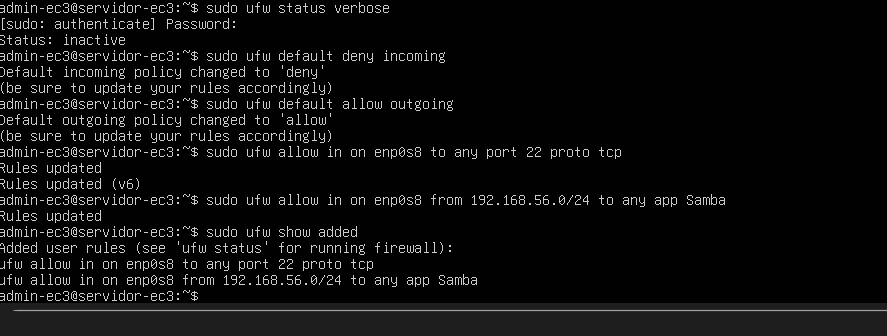 admin-ec3@servidor-ec3:~$ sudo ufw status verbose
[sudo: authenticate] Password:
Status: inactive
admin-ec3@servidor-ec3:~$ sudo ufw default deny incoming
Default incoming policy changed to 'deny'
(be sure to update your rules accordingly)
admin-ec3@servidor-ec3:~$ sudo ufw default allow outgoing
Default outgoing policy changed to 'allow'
(be sure to update your rules accordingly)
admin-ec3@servidor-ec3:~$ sudo ufw allow in on enp0s8 to any port 22 proto tcp
Rules updated
Rules updated (v6)
admin-ec3@servidor-ec3:~$ sudo ufw allow in on enp0s8 from 192.168.56.0/24 to any app Samba
Rules updated
admin-ec3@servidor-ec3:~$ sudo ufw show added
Added user rules (see 'ufw status' for running firewall):
ufw allow in on enp0s8 to any port 22 proto tcp
ufw allow in on enp0s8 from 192.168.56.0/24 to any app Samba
admin-ec3@servidor-ec3:~$